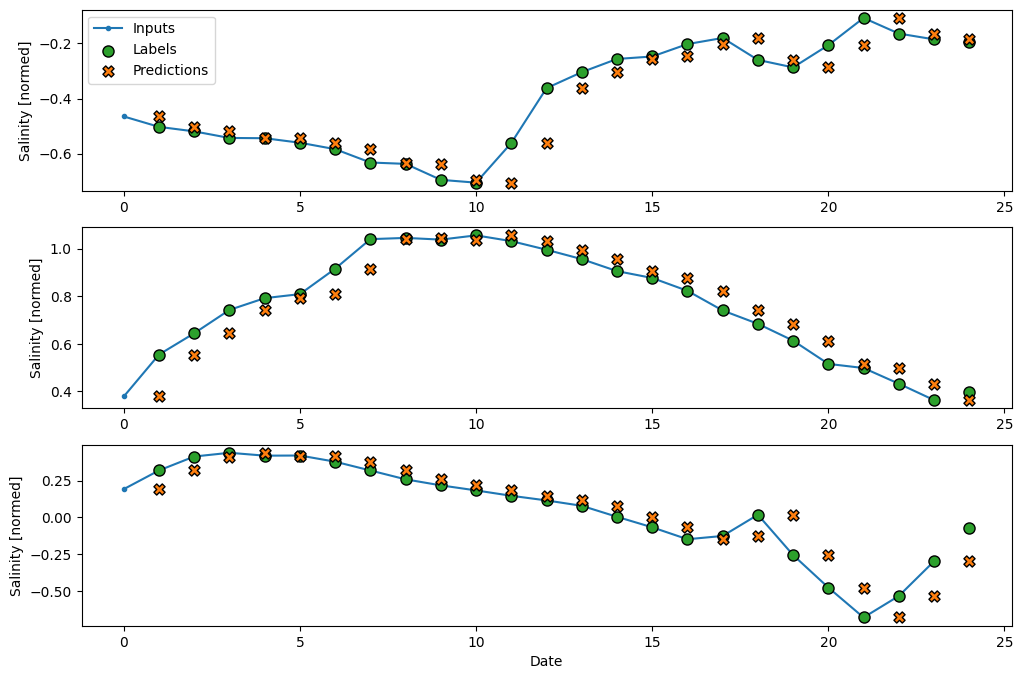 Inputs
Labels
Predictions
Salinity [normed]
−0.2
−0.4
−0.6
0 5 10 15 20 25
Salinity [normed]
1.0
0.8
0.6
0.4
0 5 10 15 20 25
Salinity [normed]
0.25
0.00
−0.25
−0.50
0 5 10 15 20 25
Date